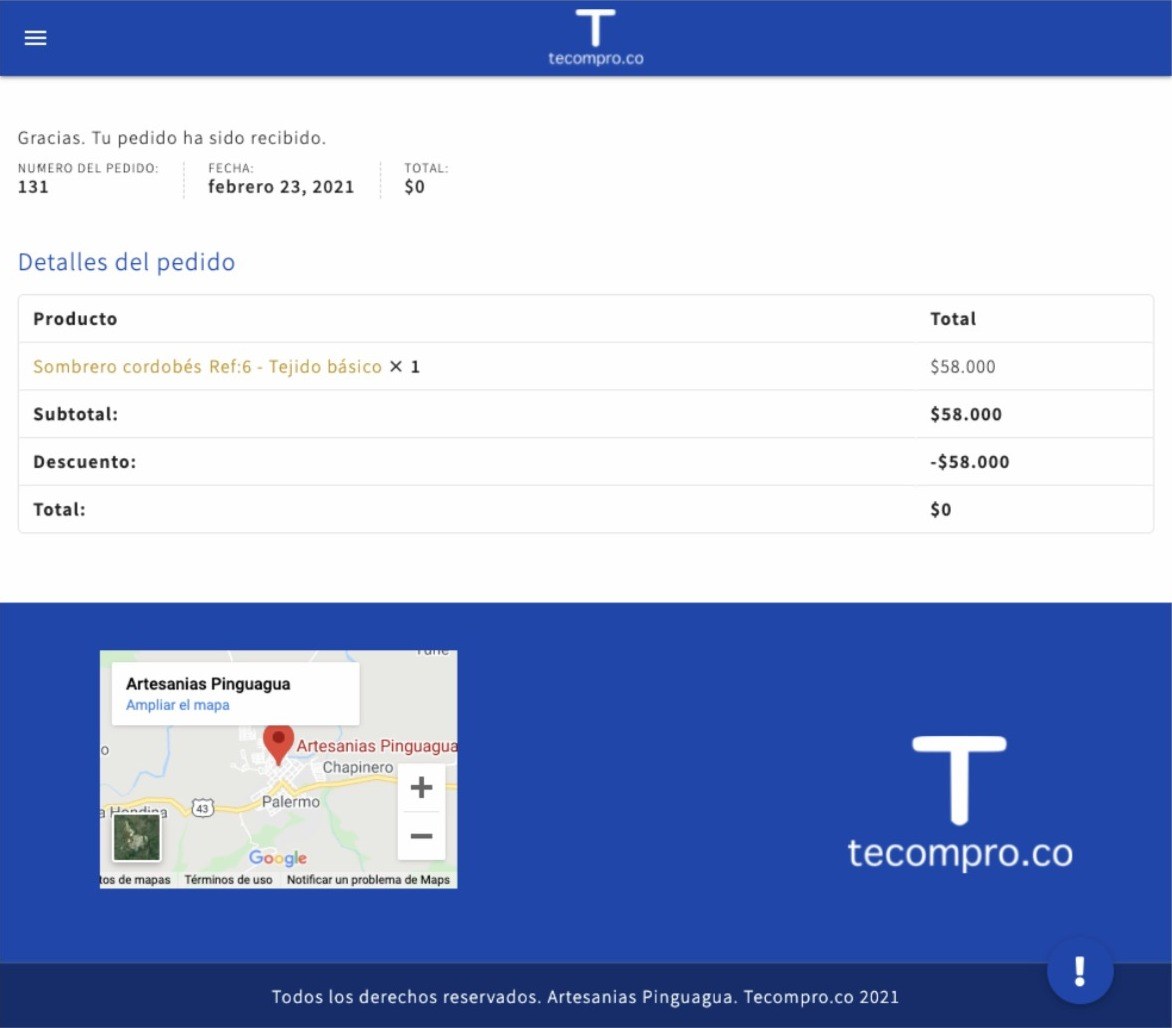 T
tecompro.co
Gracias. Tu pedido ha sido recibido.
NUMERO DEL PEDIDO:
131
FECHA:
febrero 23, 2021
TOTAL:
$0
Detalles del pedido
Producto Total
Sombrero cordobés Ref:6 - Tejido básico × 1 $58.000
Subtotal: $58.000
Descuento: -$58.000
Total: $0
Artesanias Pinguagua
Ampliar el mapa
Artesanias Pinguagua
Chapinero
43
Palermo
Google
tos de mapas Términos de uso Notificar un problema de Maps
T
tecompro.co
Todos los derechos reservados. Artesanias Pinguagua. Tecompro.co 2021